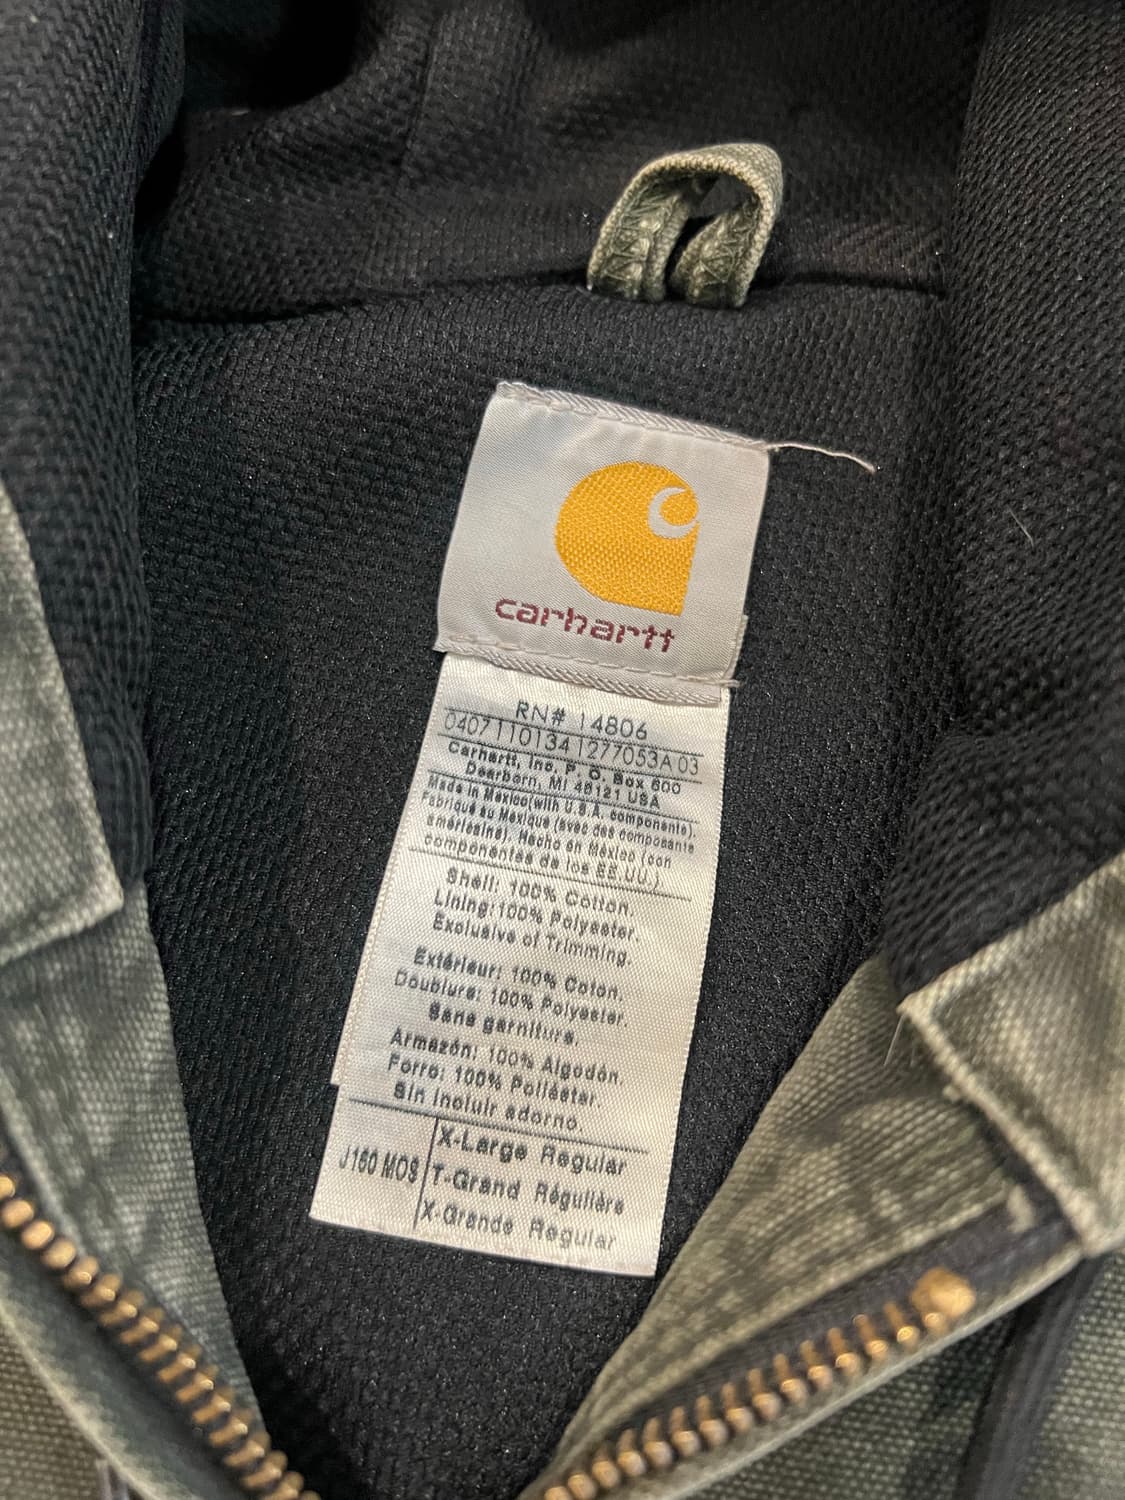 carhartt
RN# 14806
0407110134 1277053A 03
Carhartt, Inc. P. O. Box 600
Dearborn, MI 48121 USA
Made in Mexico(with U.S.A. components).
Fabriqué au Mexique (avec des composants
américains). Hecho en México (con
componentes de los EE.UU.).
Shell: 100% Cotton.
Lining:100% Polyester.
Exclusive of Trimming.
Extérieur: 100% Coton.
Doublure: 100% Polyester.
Sans garniture.
Armazón: 100% Algodón.
Forro: 100% Poliéster.
Sin incluir adorno.
J160 MOS
X-Large Regular
T-Grand Régulière
X-Grande Regular